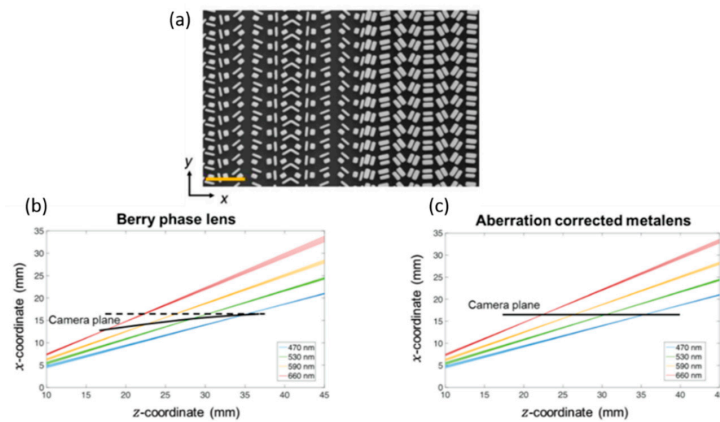 (a)
y
x
(b)
Berry phase lens
35
30
25
20
15
10
5
0
x-coordinate (mm)
Camera plane
470 nm
530 nm
590 nm
660 nm
10 15 20 25 30 35 40 45
z-coordinate (mm)
(c)
Aberration corrected metalens
35
30
25
20
15
10
5
0
x-coordinate (mm)
Camera plane
470 nm
530 nm
590 nm
660 nm
10 15 20 25 30 35 40 45
z-coordinate (mm)